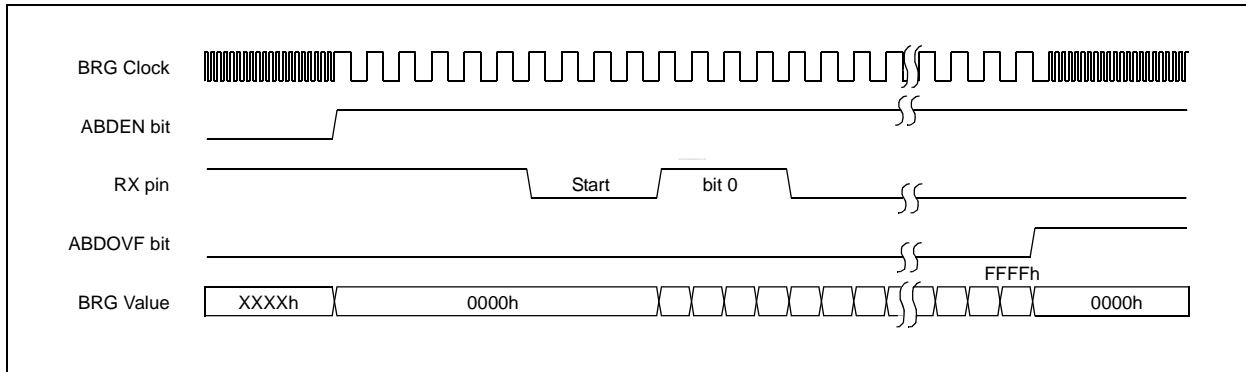 BRG Clock
ABDEN bit
RX pin
Start
bit 0
ABDOVF bit
FFFFh
BRG Value
XXXXh
0000h
0000h